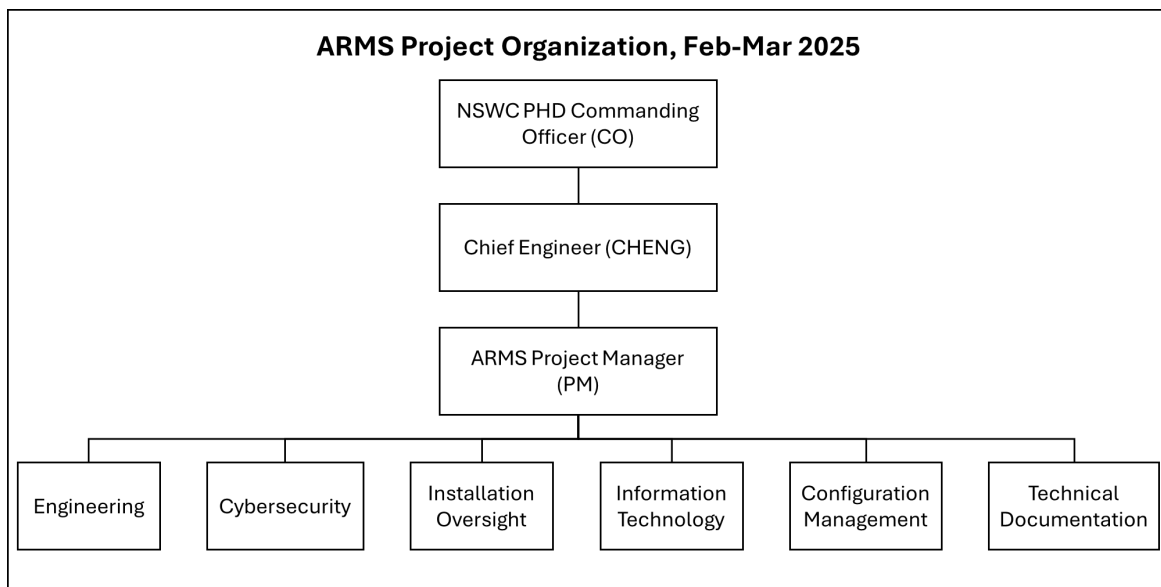 ARMS Project Organization, Feb-Mar 2025
NSWC PHD Commanding
Officer (CO)
Chief Engineer (CHENG)
ARMS Project Manager
(PM)
Engineering
Cybersecurity
Installation
Oversight
Information
Technology
Configuration
Management
Technical
Documentation